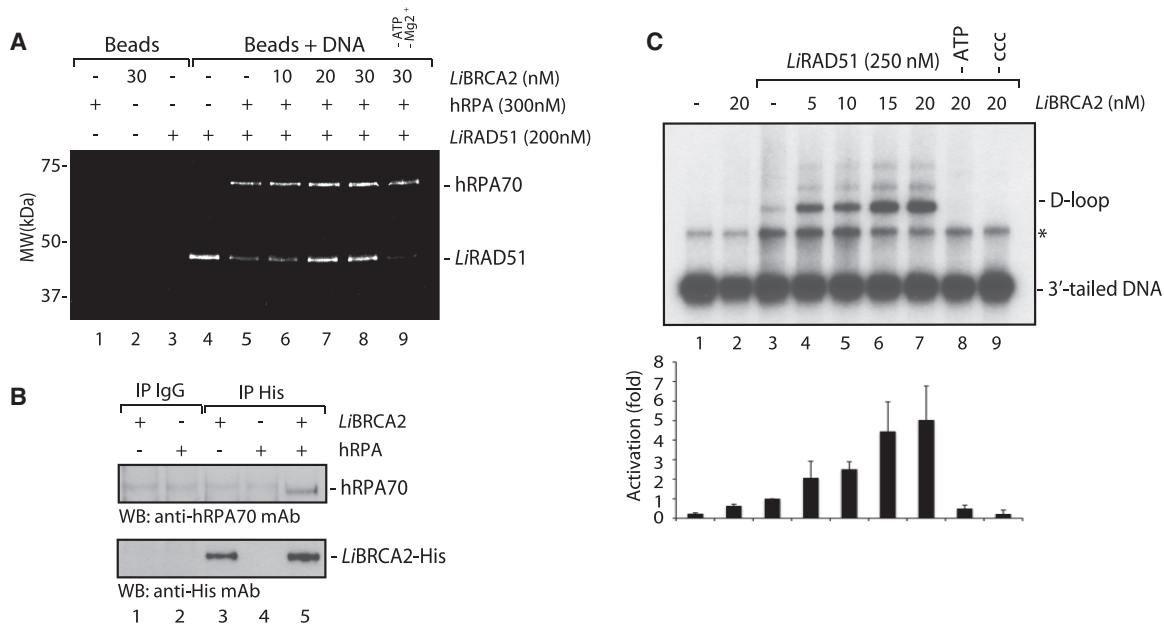 A
Beads
Beads + DNA
- ATP
- Mg2+
- 30 - - - 10 20 30 30 LiBRCA2 (nM)
+ - - - + + + + + hRPA (300nM)
- - + + + + + + + LiRAD51 (200nM)
MW(kDa)
75-
50-
37-
- hRPA70
- LiRAD51
1 2 3 4 5 6 7 8 9
B
IP IgG
IP His
+ - + - + LiBRCA2
- + - + + hRPA
- hRPA70
WB: anti-hRPA70 mAb
- LiBRCA2-His
WB: anti-His mAb
1 2 3 4 5
C
LiRAD51 (250 nM)
- ATP
- ccc
- 20 - 5 10 15 20 20 20 LiBRCA2 (nM)
- D-loop
*
- 3'-tailed DNA
1 2 3 4 5 6 7 8 9
Activation (fold)
8
7
6
5
4
3
2
1
0